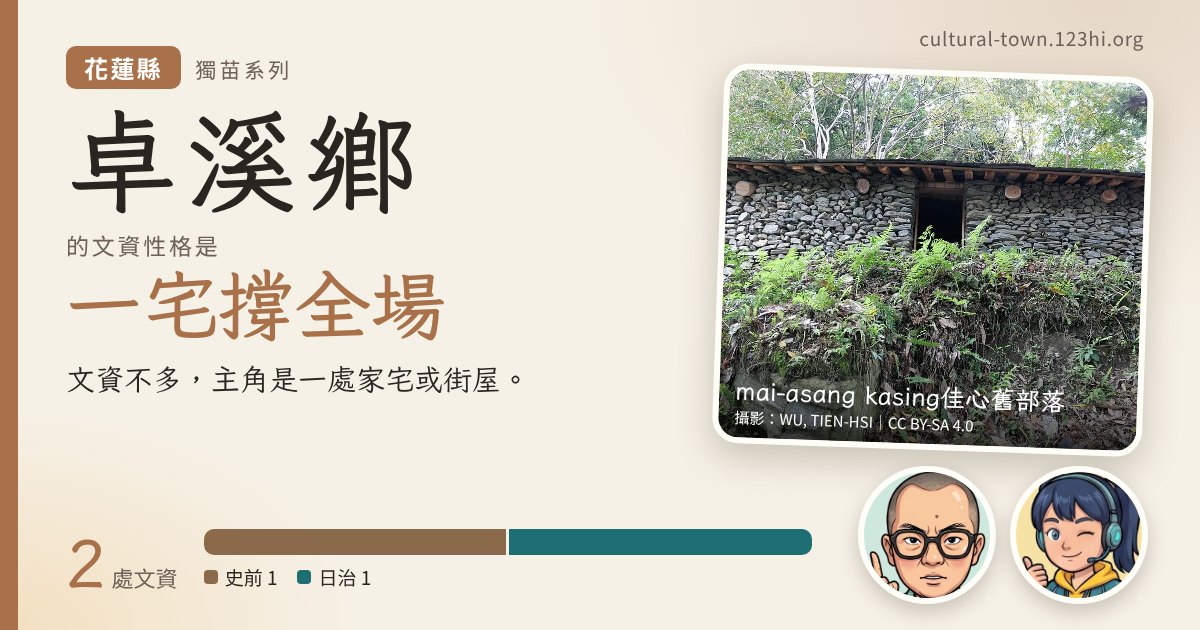 cultural-town.123hi.org
花蓮縣
獨苗系列
卓溪鄉
的文資性格是
一宅撐全場
文資不多，主角是一處家宅或街屋。
mai-asang kasing佳心舊部落
攝影：WU, TIEN-HSI｜CC BY-SA 4.0
2 處文資
史前 1
日治 1